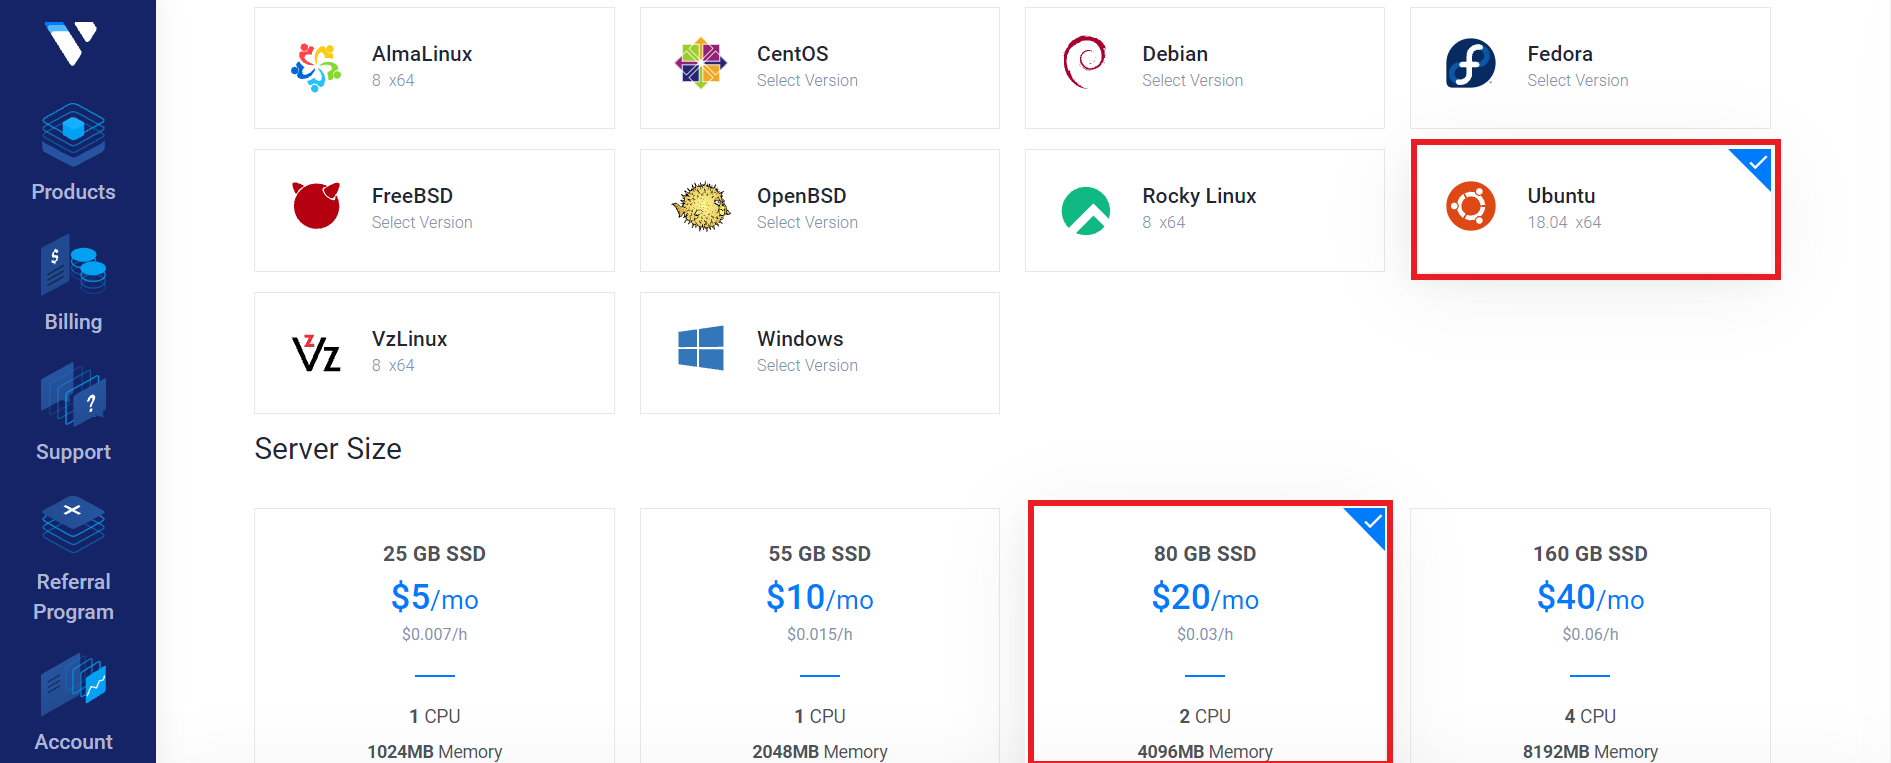 AlmaLinux
8 x64
CentOS
Select Version
Debian
Select Version
Fedora
Select Version
FreeBSD
Select Version
OpenBSD
Select Version
Rocky Linux
8 x64
Ubuntu
18.04 x64
VzLinux
8 x64
Windows
Select Version
Server Size
25 GB SSD
$5/mo
$0.007/h
1 CPU
1024MB Memory
55 GB SSD
$10/mo
$0.015/h
1 CPU
2048MB Memory
80 GB SSD
$20/mo
$0.03/h
2 CPU
4096MB Memory
160 GB SSD
$40/mo
$0.06/h
4 CPU
8192MB Memory
Products
Billing
Support
Referral
Program
Account